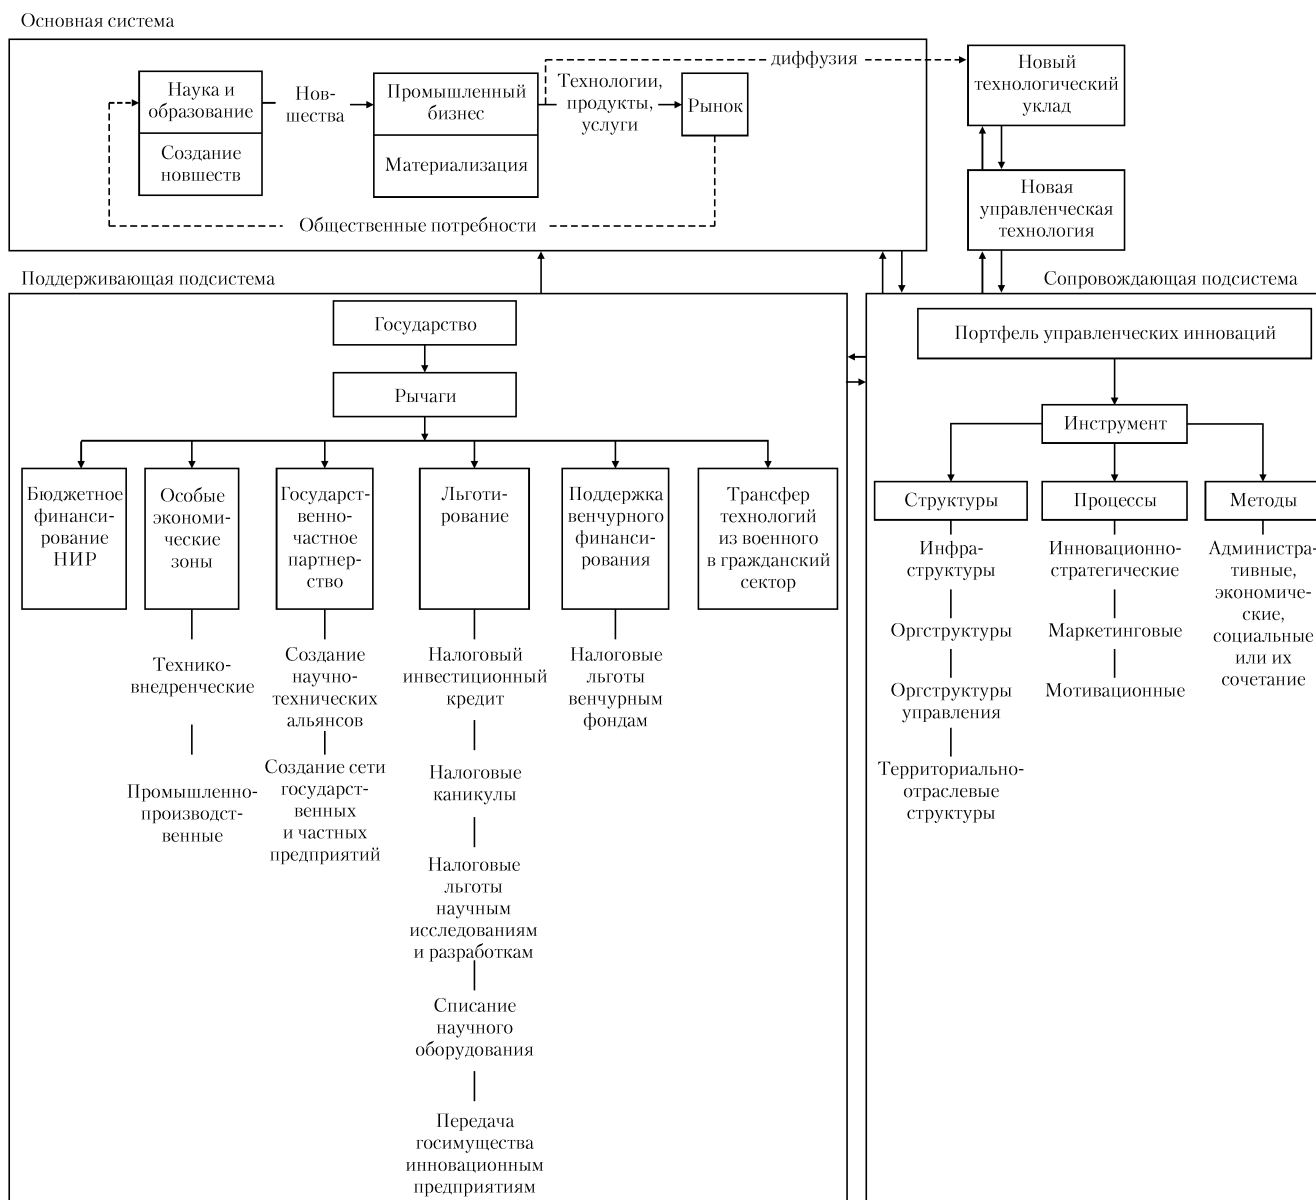 Основная система
диффузия
Новый
технологический
уклад
Наука и
образование
Нов-
шества
Промышленный
бизнес
Технологии,
продукты,
услуги
Рынок
Создание
новшеств
Материализация
Общественные потребности
Новая
управленческая
технология
Поддерживающая подсистема
Сопровождающая подсистема
Государство
Рычаги
Бюджетное
финанси-
рование
НИР
Особые
экономи-
ческие
зоны
Государст-
венно-
частное
партнер-
ство
Льготи-
рование
Поддержка
венчурного
финанси-
рования
Трансфер
технологий
из военного
в гражданский
сектор
Технико-
внедренческие
Промышленно-
производст-
венные
Создание
научно-
технических
альянсов
Создание сети
государст-
венных
и частных
предприятий
Налоговый
инвестиционный
кредит
Налоговые
каникулы
Налоговые
льготы
научным
исследованиям
и разработкам
Списание
научного
оборудования
Передача
госимущества
инновационным
предприятиям
Налоговые
льготы
венчурным
фондам
Портфель управленческих инноваций
Инструмент
Структуры
Процессы
Методы
Инфра-
структуры
Оргструктуры
Оргструктуры
управления
Территориально-
отраслевые
структуры
Инновационно-
стратегические
Маркетинговые
Мотивационные
Администра-
тивные,
экономиче-
ские,
социальные
или их
сочетание